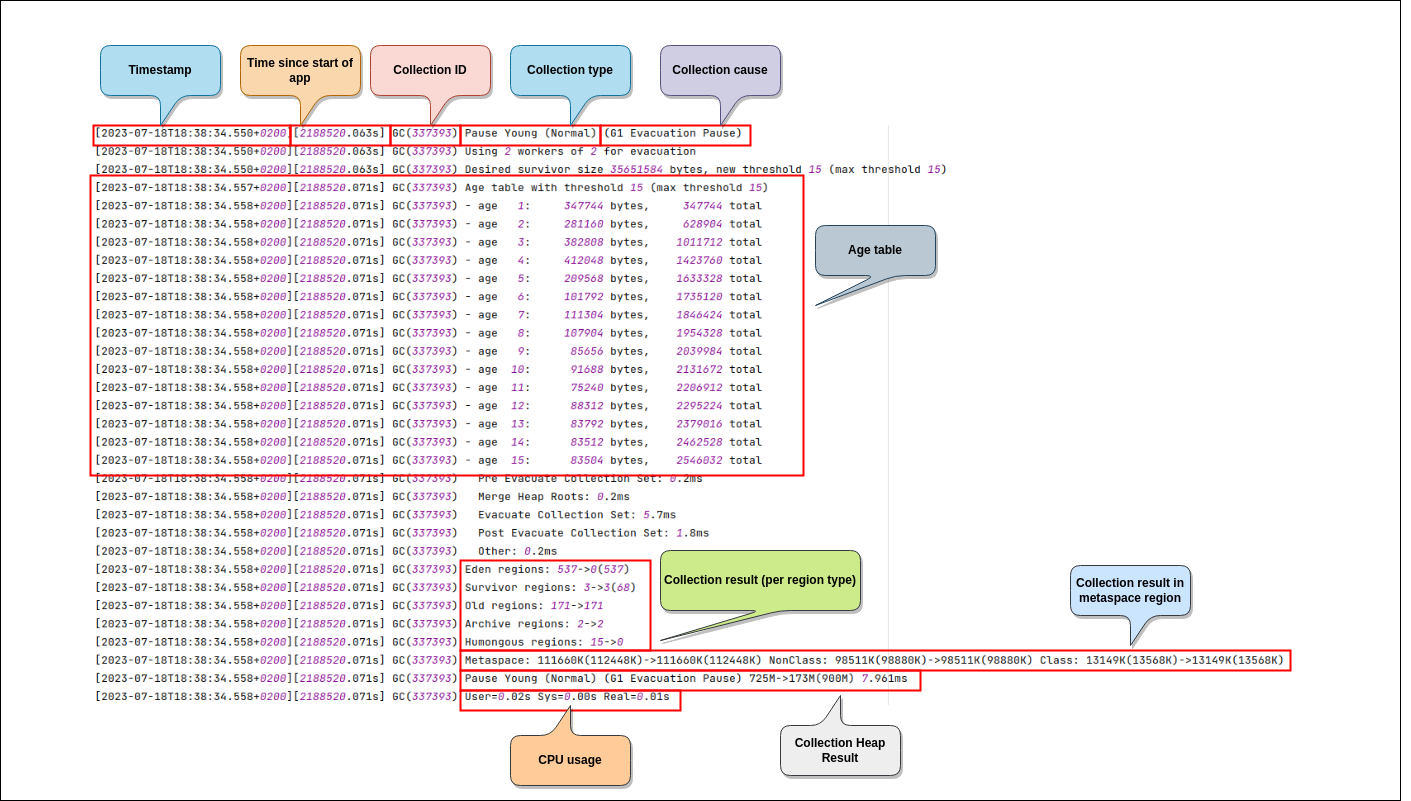 Timestamp
Time since start of
app
Collection ID
Collection type
Collection cause
[2023-07-18T18:38:34.550+0200][2188520.063s] GC(337393) Pause Young (Normal) (G1 Evacuation Pause)
[2023-07-18T18:38:34.550+0200][2188520.063s] GC(337393) Using 2 workers of 2 for evacuation
[2023-07-18T18:38:34.550+0200][2188520.063s] GC(337393) Desired survivor size 35651584 bytes, new threshold 15 (max threshold 15)
[2023-07-18T18:38:34.557+0200][2188520.071s] GC(337393) Age table with threshold 15 (max threshold 15)
[2023-07-18T18:38:34.558+0200][2188520.071s] GC(337393) - age 1: 347744 bytes, 347744 total
[2023-07-18T18:38:34.558+0200][2188520.071s] GC(337393) - age 2: 281160 bytes, 628904 total
[2023-07-18T18:38:34.558+0200][2188520.071s] GC(337393) - age 3: 382808 bytes, 1011712 total
[2023-07-18T18:38:34.558+0200][2188520.071s] GC(337393) - age 4: 412048 bytes, 1423760 total
[2023-07-18T18:38:34.558+0200][2188520.071s] GC(337393) - age 5: 209568 bytes, 1633328 total
[2023-07-18T18:38:34.558+0200][2188520.071s] GC(337393) - age 6: 101792 bytes, 1735120 total
[2023-07-18T18:38:34.558+0200][2188520.071s] GC(337393) - age 7: 111304 bytes, 1846424 total
[2023-07-18T18:38:34.558+0200][2188520.071s] GC(337393) - age 8: 107904 bytes, 1954328 total
[2023-07-18T18:38:34.558+0200][2188520.071s] GC(337393) - age 9: 85656 bytes, 2039984 total
[2023-07-18T18:38:34.558+0200][2188520.071s] GC(337393) - age 10: 91688 bytes, 2131672 total
[2023-07-18T18:38:34.558+0200][2188520.071s] GC(337393) - age 11: 75240 bytes, 2206912 total
[2023-07-18T18:38:34.558+0200][2188520.071s] GC(337393) - age 12: 88312 bytes, 2295224 total
[2023-07-18T18:38:34.558+0200][2188520.071s] GC(337393) - age 13: 83792 bytes, 2379016 total
[2023-07-18T18:38:34.558+0200][2188520.071s] GC(337393) - age 14: 83512 bytes, 2462528 total
[2023-07-18T18:38:34.558+0200][2188520.071s] GC(337393) - age 15: 83504 bytes, 2546032 total
Age table
[2023-07-18T18:38:34.558+0200][2188520.071s] GC(337393) Pre Evacuate Collection Set: 0.2ms
[2023-07-18T18:38:34.558+0200][2188520.071s] GC(337393) Merge Heap Roots: 0.2ms
[2023-07-18T18:38:34.558+0200][2188520.071s] GC(337393) Evacuate Collection Set: 5.7ms
[2023-07-18T18:38:34.558+0200][2188520.071s] GC(337393) Post Evacuate Collection Set: 1.8ms
[2023-07-18T18:38:34.558+0200][2188520.071s] GC(337393) Other: 0.2ms
[2023-07-18T18:38:34.558+0200][2188520.071s] GC(337393) Eden regions: 537->0(537)
[2023-07-18T18:38:34.558+0200][2188520.071s] GC(337393) Survivor regions: 3->3(68)
[2023-07-18T18:38:34.558+0200][2188520.071s] GC(337393) Old regions: 171->171
[2023-07-18T18:38:34.558+0200][2188520.071s] GC(337393) Archive regions: 2->2
[2023-07-18T18:38:34.558+0200][2188520.071s] GC(337393) Humongous regions: 15->0
Collection result (per region type)
Collection result in
metaspace region
[2023-07-18T18:38:34.558+0200][2188520.071s] GC(337393) Metaspace: 111660K(112448K)->111660K(112448K) NonClass: 98511K(98880K)->98511K(98880K) Class: 13149K(13568K)->13149K(13568K)
[2023-07-18T18:38:34.558+0200][2188520.071s] GC(337393) Pause Young (Normal) (G1 Evacuation Pause) 725M->173M(900M) 7.961ms
[2023-07-18T18:38:34.558+0200][2188520.071s] GC(337393) User=0.02s Sys=0.00s Real=0.01s
CPU usage
Collection Heap
Result